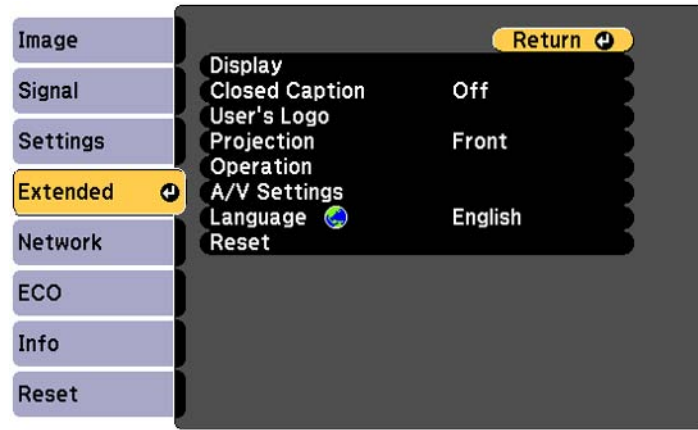 Image
Signal
Settings
Extended
Network
ECO
Info
Reset
Return
Display
Closed Caption Off
User's Logo
Projection Front
Operation
A/V Settings
Language English
Reset